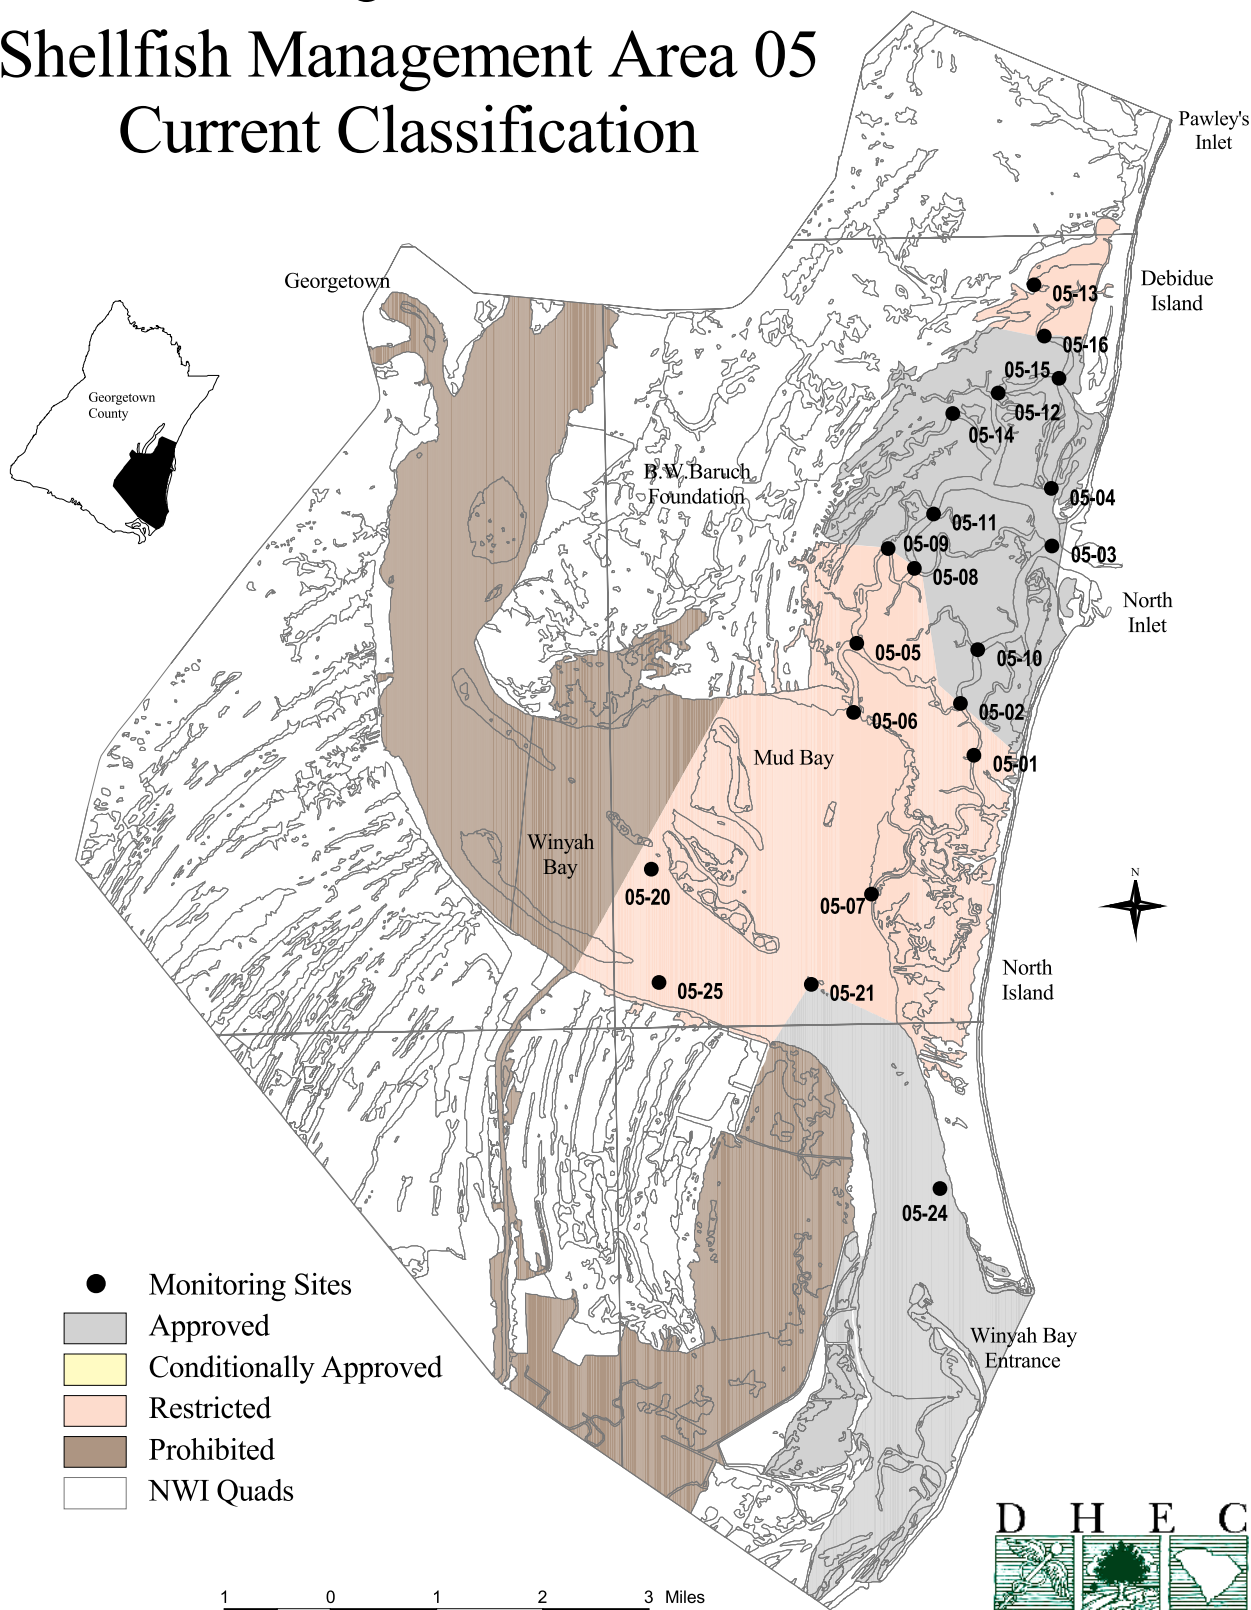 Shellfish Management Area 05
Current Classification
Pawley's
Inlet
Georgetown
Debidue
Island
05-13
05-16
05-15
05-12
05-14
Georgetown
County
B.W.Baruch
Foundation
05-04
05-11
05-09
05-03
05-08
North
Inlet
05-05
05-10
05-02
05-06
Mud Bay
05-01
Winyah
Bay
N
05-20
05-07
North
Island
05-25
05-21
05-24
Monitoring Sites
Approved
Conditionally Approved
Restricted
Prohibited
NWI Quads
Winyah Bay
Entrance
D H E C
1 0 1 2 3 Miles